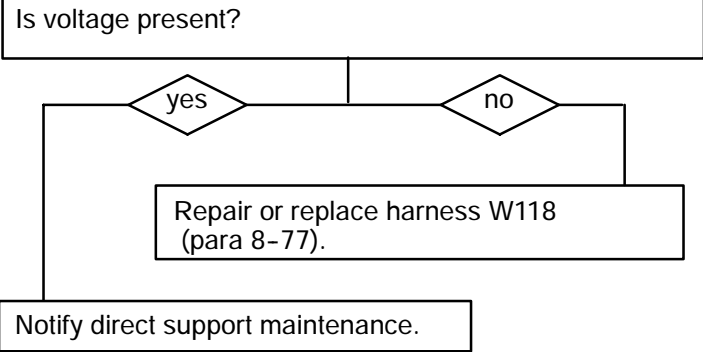 Is voltage present?
yes
no
Repair or replace harness W118
(para 8-77).
Notify direct support maintenance.